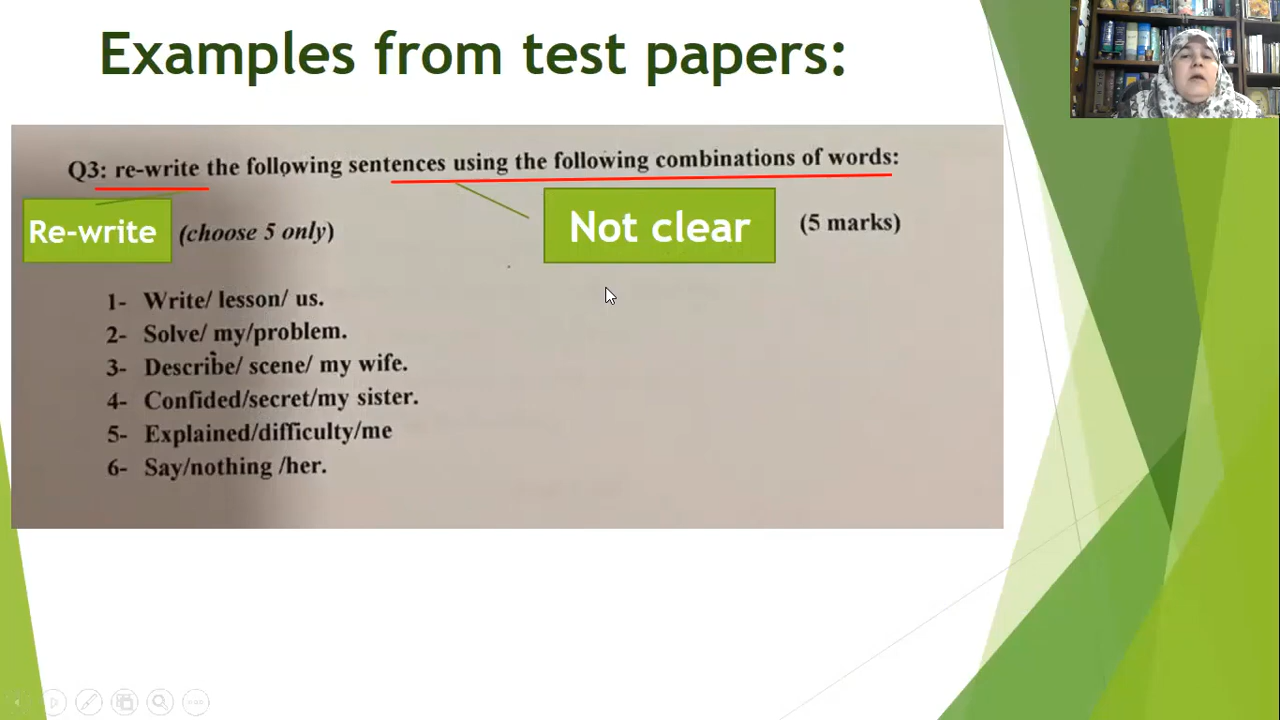 Examples from test papers:
Q3: re-write the following sentences using the following combinations of words:
Re-write (choose 5 only) Not clear (5 marks)
1- Write/ lesson/ us.
2- Solve/ my/problem.
3- Describe/ scene/ my wife.
4- Confided/secret/my sister.
5- Explained/difficulty/me
6- Say/nothing /her.